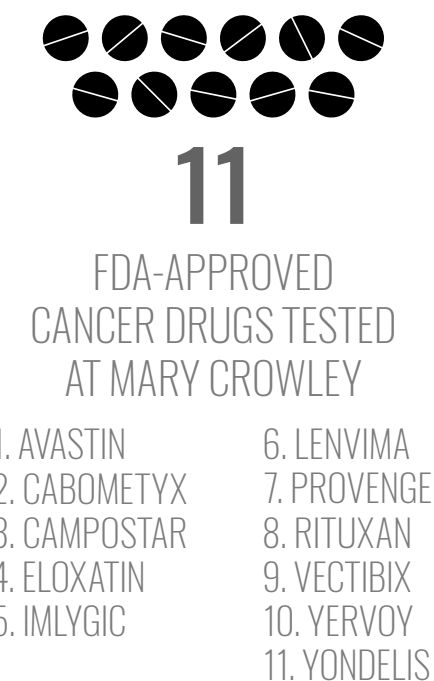 11
FDA-APPROVED
CANCER DRUGS TESTED
AT MARY CROWLEY
1. AVASTIN
2. CABOMETYX
3. CAMPOSTAR
4. ELOXATIN
5. IMLYGIC
6. LENVIMA
7. PROVENGE
8. RITUXAN
9. VECTIBIX
10. YERVOY
11. YONDELIS